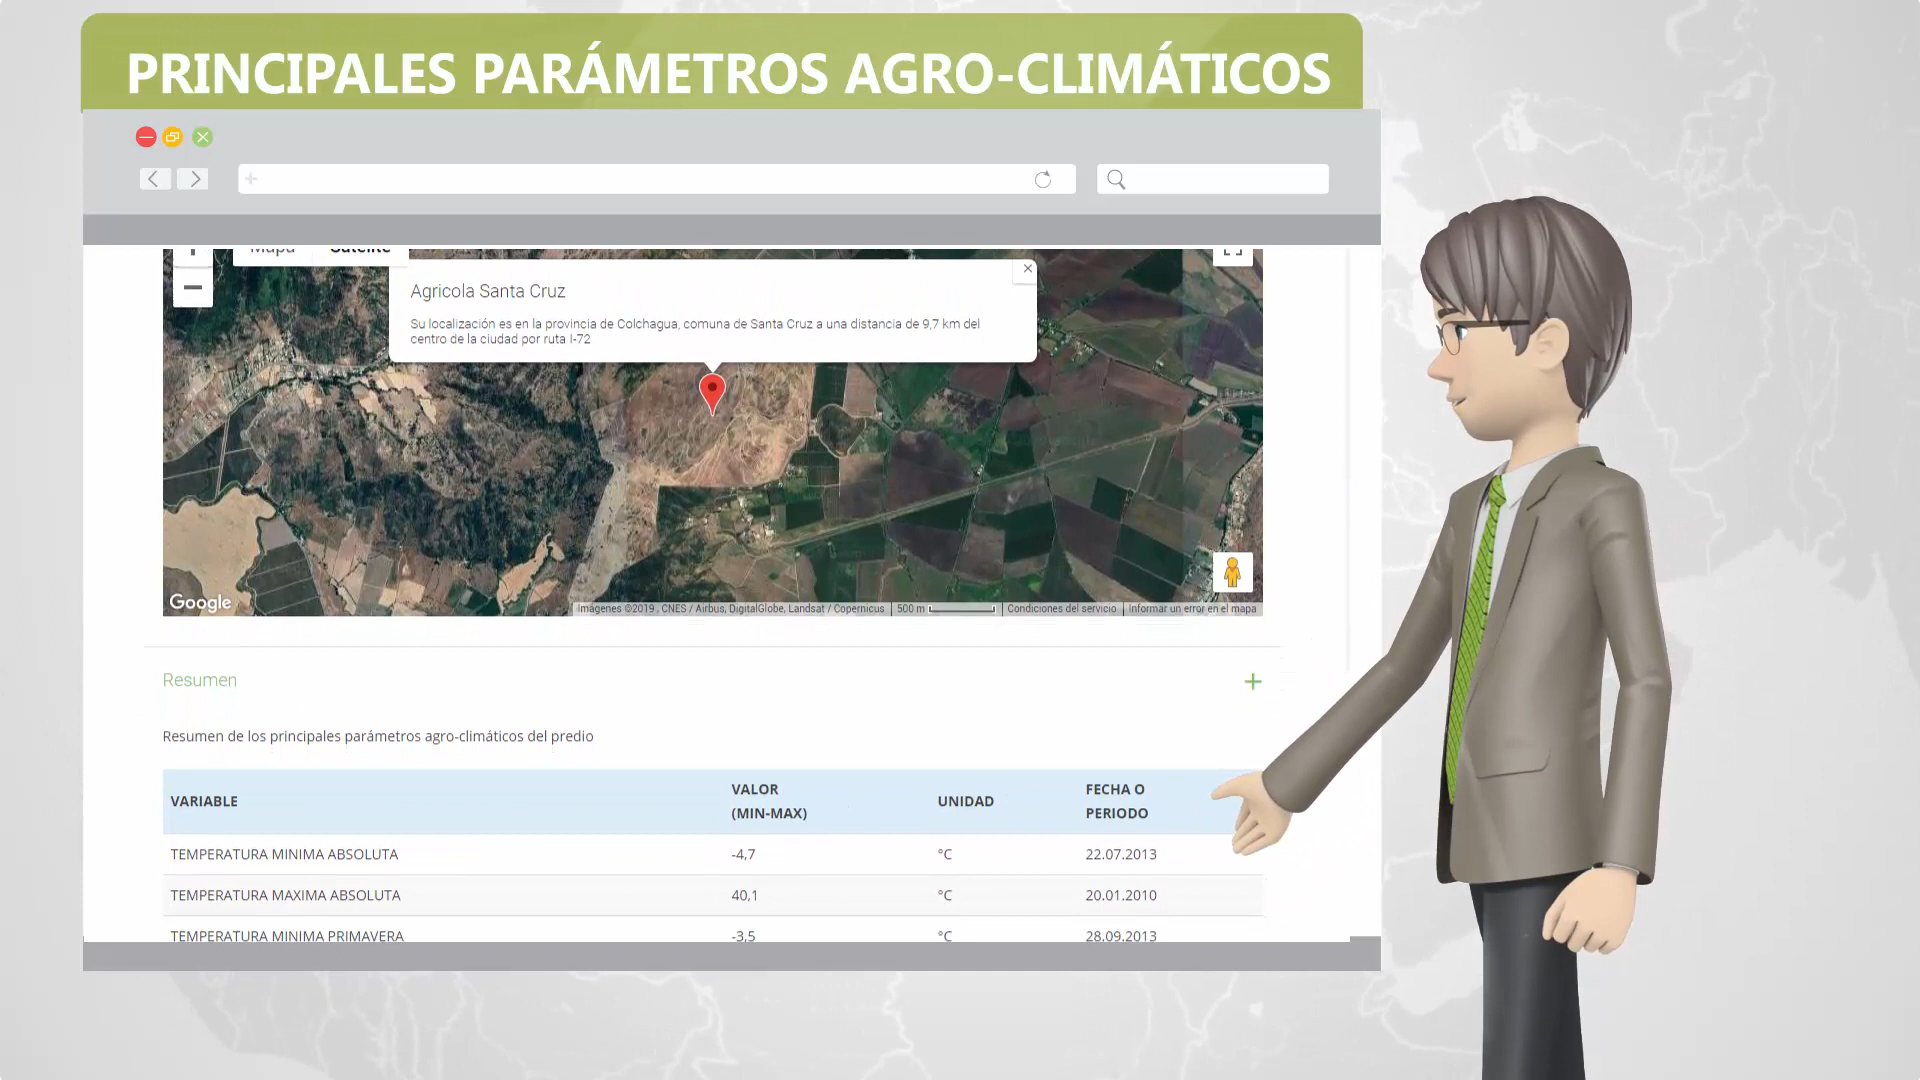 PRINCIPALES PARÁMETROS AGRO-CLIMÁTICOS
Mapa Satélite
Agricola Santa Cruz
Su localización es en la provincia de Colchagua, comuna de Santa Cruz a una distancia de 9,7 km del
centro de la ciudad por ruta I-72
Google
Imágenes ©2019 , CNES / Airbus, DigitalGlobe, Landsat / Copernicus 500 m Condiciones del servicio Informar un error en el mapa
Resumen
Resumen de los principales parámetros agro-climáticos del predio
VARIABLE VALOR (MIN-MAX) UNIDAD FECHA O PERIODO
TEMPERATURA MINIMA ABSOLUTA -4,7 °C 22.07.2013
TEMPERATURA MAXIMA ABSOLUTA 40,1 °C 20.01.2010
TEMPERATURA MINIMA PRIMAVERA -3,5 °C 28.09.2013